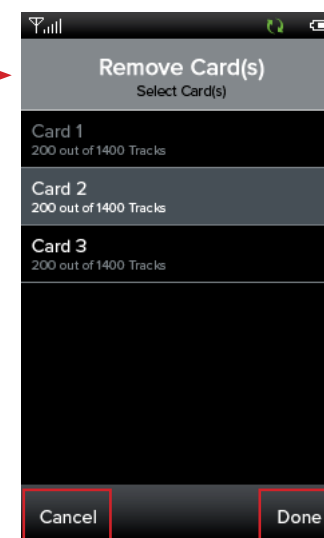 Remove Card(s)
Select Card(s)
Card 1
200 out of 1400 Tracks
Card 2
200 out of 1400 Tracks
Card 3
200 out of 1400 Tracks
Cancel Done